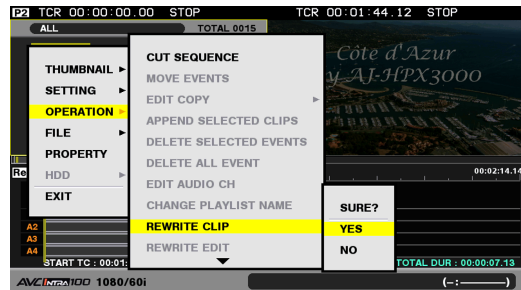 P2 TCR 00:00:00.00 STOP TCR 00:01:44.12 STOP
ALL TOTAL 0015
Côte d'Azur
y AJ-HPX3000
THUMBNAIL
SETTING
OPERATION
FILE
PROPERTY
HDD
EXIT
CUT SEQUENCE
MOVE EVENTS
EDIT COPY
APPEND SELECTED CLIPS
DELETE SELECTED EVENTS
DELETE ALL EVENT
EDIT AUDIO CH
CHANGE PLAYLIST NAME
REWRITE CLIP
REWRITE EDIT
SURE?
YES
NO
Re 00:02:14.14
A2
A3
A4
START TC : 00:01: TOTAL DUR : 00:00:07.13
AVC INTRA 100 1080/60i (-:---)